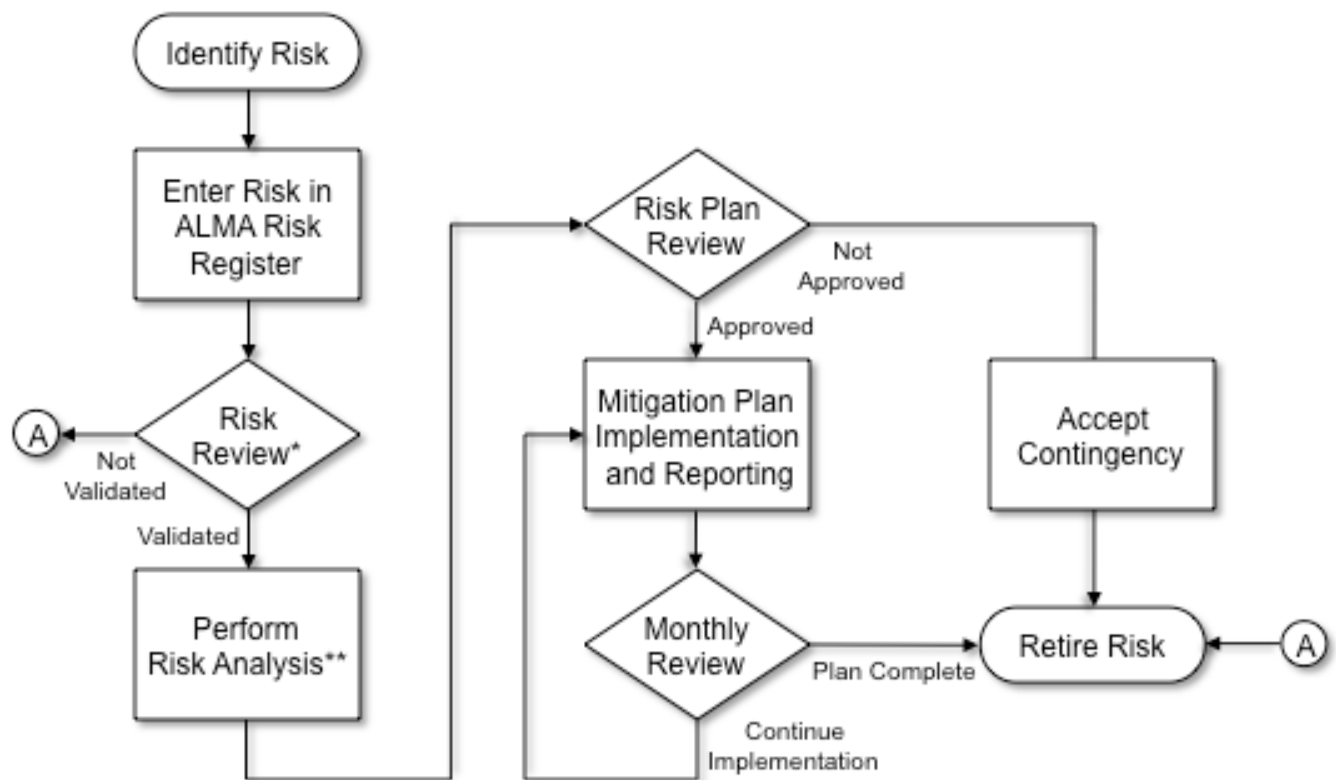 Identify Risk
Enter Risk in
ALMA Risk
Register
Risk
Review*
A
Not
Validated
Validated
Perform
Risk Analysis**
Risk Plan
Review
Not
Approved
Approved
Mitigation Plan
Implementation
and Reporting
Accept
Contingency
Monthly
Review
Plan Complete
Continue
Implementation
Retire Risk
A